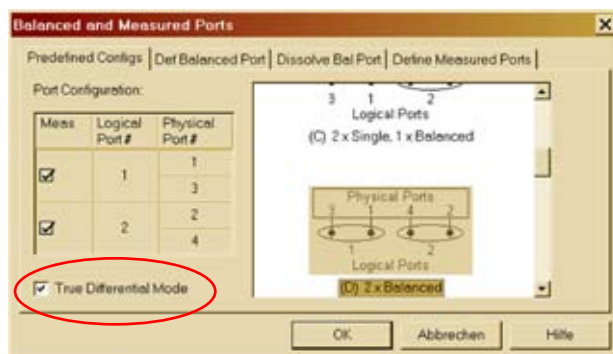 Balanced and Measured Ports
Predefined Configs
Def Balanced Port
Dissolve Bal Port
Define Measured Ports
Port Configuration:
Meas
Logical
Port#
Physical
Port#
1
1
3
2
2
4
True Differential Mode
3 1 2
Logical Ports
(C) 2 x Single, 1 x Balanced
Physical Ports
3 1 4 2
1 2
Logical Ports
(D) 2 x Balanced
OK
Abbrechen
Hilfe